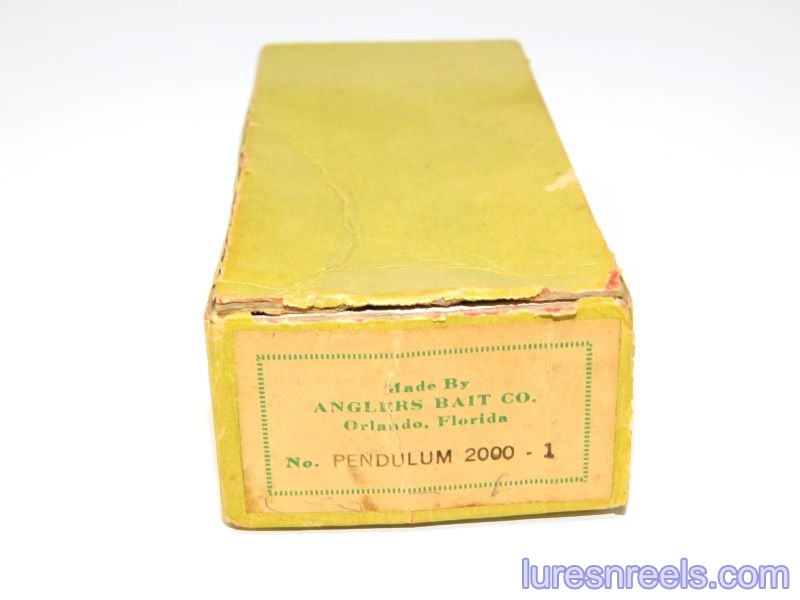 Made By
ANGLERS BAIT CO.
Orlando, Florida
No. PENDULUM 2000 - 1
luresnreels.com